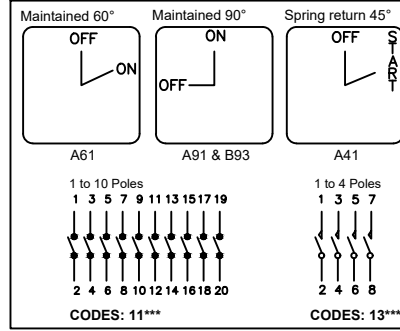 Maintained 60° Maintained 90° Spring return 45°
OFF ON OFF START
ON
OFF
A61 A91 & B93 A41
1 to 10 Poles 1 to 4 Poles
1 3 5 7 9 11 13 15 17 19 1 3 5 7
2 4 6 8 10 12 14 16 18 20 2 4 6 8
CODES: 11*** CODES: 13***